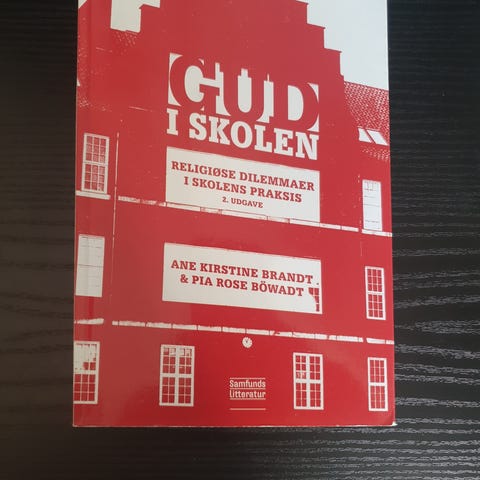 GUD
I SKOLEN
RELIGIØSE DILEMMAER
I SKOLENS PRAKSIS
2. UDGAVE
ANE KIRSTINE BRANDT
& PIA ROSE BÖWADT
Samfunds
Litteratur